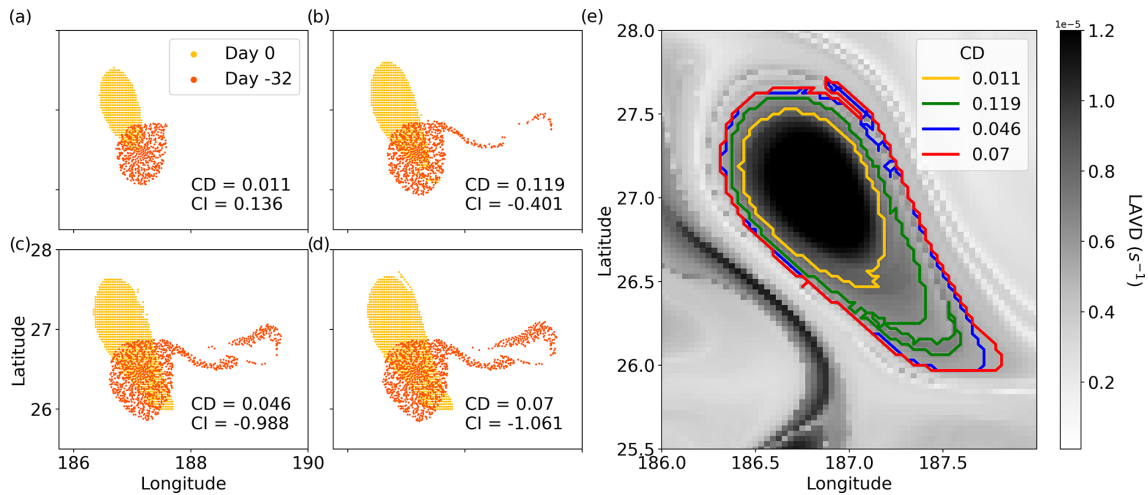 (a)
Day 0
Day -32
CD = 0.011
CI = 0.136
(b)
CD = 0.119
CI = -0.401
(c)
28
27
26
Latitude
186
188
190
Longitude
CD = 0.046
CI = -0.988
(d)
CD = 0.07
CI = -1.061
(e)
28.0
27.5
27.0
26.5
26.0
25.5
Latitude
186.0
186.5
187.0
187.5
Longitude
CD
0.011
0.119
0.046
0.07
1e-5
1.2
1.0
0.8
0.6
0.4
0.2
LAVD (s⁻¹)